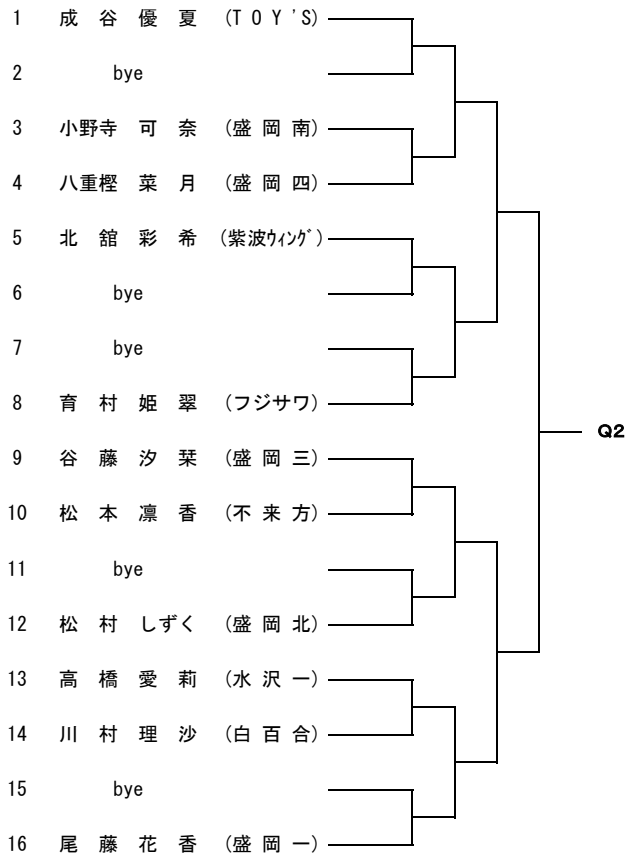 1 成 谷 優 夏 (T O Y 'S)
2 bye
3 小野寺 可 奈 (盛 岡 南)
4 八重樫 菜 月 (盛 岡 四)
5 北 舘 彩 希 (紫波ｳｨﾝｸﾞ)
6 bye
7 bye
8 育 村 姫 翠 (フジサワ)
Q2
9 谷 藤 汐 栞 (盛 岡 三)
10 松 本 凛 香 (不 来 方)
11 bye
12 松 村 しずく (盛 岡 北)
13 高 橋 愛 莉 (水 沢 一)
14 川 村 理 沙 (白 百 合)
15 bye
16 尾 藤 花 香 (盛 岡 一)